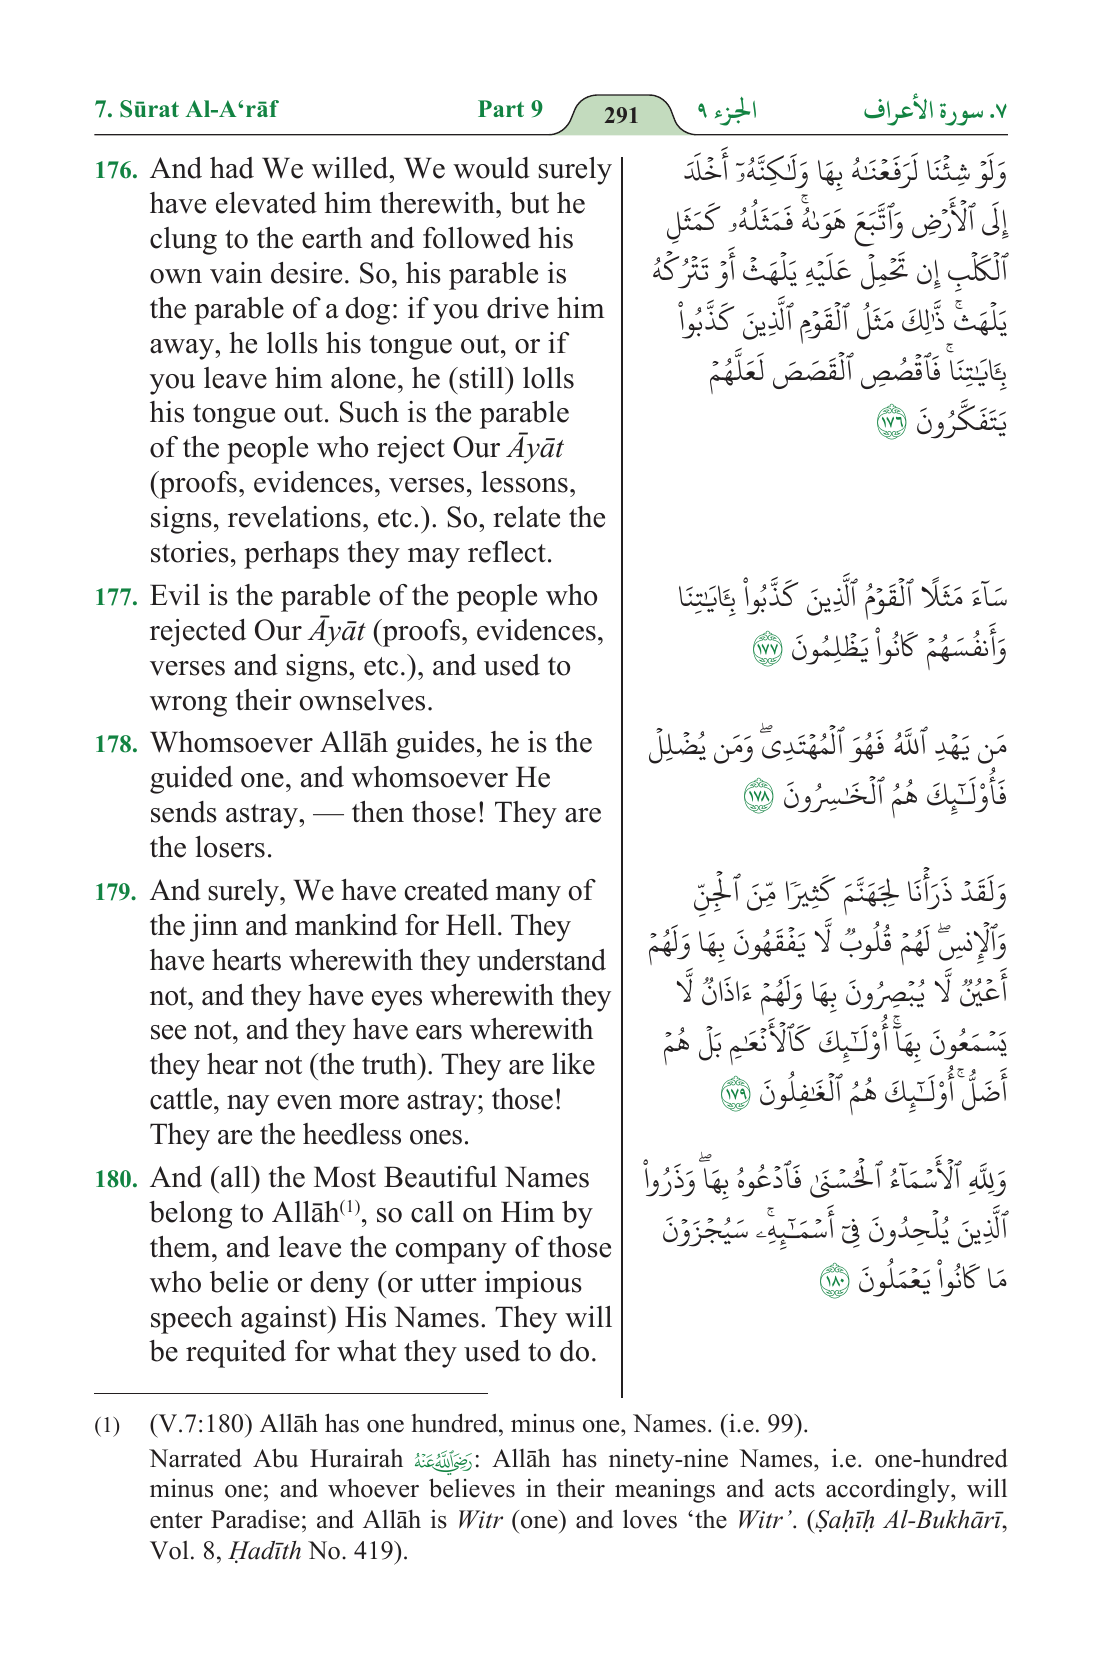 7. Sūrat Al-A‘rāf
Part 9
291
الجزء ٩
٧. سورة الأعراف
176. And had We willed, We would surely
have elevated him therewith, but he
clung to the earth and followed his
own vain desire. So, his parable is
the parable of a dog: if you drive him
away, he lolls his tongue out, or if
you leave him alone, he (still) lolls
his tongue out. Such is the parable
of the people who reject Our Āyāt
(proofs, evidences, verses, lessons,
signs, revelations, etc.). So, relate the
stories, perhaps they may reflect.
177. Evil is the parable of the people who
rejected Our Āyāt (proofs, evidences,
verses and signs, etc.), and used to
wrong their ownselves.
178. Whomsoever Allāh guides, he is the
guided one, and whomsoever He
sends astray, — then those! They are
the losers.
179. And surely, We have created many of
the jinn and mankind for Hell. They
have hearts wherewith they understand
not, and they have eyes wherewith they
see not, and they have ears wherewith
they hear not (the truth). They are like
cattle, nay even more astray; those!
They are the heedless ones.
180. And (all) the Most Beautiful Names
belong to Allāh(1), so call on Him by
them, and leave the company of those
who belie or deny (or utter impious
speech against) His Names. They will
be requited for what they used to do.
وَلَوۡ شِئۡنَا لَرَفَعۡنَٰهُ بِهَا وَلَٰكِنَّهُۥٓ أَخۡلَدَ
إِلَى ٱلۡأَرۡضِ وَٱتَّبَعَ هَوَىٰهُۚ فَمَثَلُهُۥ كَمَثَلِ
ٱلۡكَلۡبِ إِن تَحۡمِلۡ عَلَيۡهِ يَلۡهَثۡ أَوۡ تَتۡرُكۡهُ
يَلۡهَثۚ ذَّٰلِكَ مَثَلُ ٱلۡقَوۡمِ ٱلَّذِينَ كَذَّبُواْ
بِـَٔايَٰتِنَاۚ فَٱقۡصُصِ ٱلۡقَصَصَ لَعَلَّهُمۡ
يَتَفَكَّرُونَ ١٧٦
سَآءَ مَثَلًا ٱلۡقَوۡمُ ٱلَّذِينَ كَذَّبُواْ بِـَٔايَٰتِنَا
وَأَنفُسَهُمۡ كَانُواْ يَظۡلِمُونَ ١٧٧
مَن يَهۡدِ ٱللَّهُ فَهُوَ ٱلۡمُهۡتَدِيۖ وَمَن يُضۡلِلۡ
فَأُوْلَٰٓئِكَ هُمُ ٱلۡخَٰسِرُونَ ١٧٨
وَلَقَدۡ ذَرَأۡنَا لِجَهَنَّمَ كَثِيرٗا مِّنَ ٱلۡجِنِّ
وَٱلۡإِنسِۖ لَهُمۡ قُلُوبٞ لَّا يَفۡقَهُونَ بِهَا وَلَهُمۡ
أَعۡيُنٞ لَّا يُبۡصِرُونَ بِهَا وَلَهُمۡ ءَاذَانٞ لَّا
يَسۡمَعُونَ بِهَآۚ أُوْلَٰٓئِكَ كَٱلۡأَنۡعَٰمِ بَلۡ هُمۡ
أَضَلُّۚ أُوْلَٰٓئِكَ هُمُ ٱلۡغَٰفِلُونَ ١٧٩
وَلِلَّهِ ٱلۡأَسۡمَآءُ ٱلۡحُسۡنَىٰ فَٱدۡعُوهُ بِهَاۖ وَذَرُواْ
ٱلَّذِينَ يُلۡحِدُونَ فِيٓ أَسۡمَٰٓئِهِۦۚ سَيُجۡزَوۡنَ
مَا كَانُواْ يَعۡمَلُونَ ١٨٠
(1) (V.7:180) Allāh has one hundred, minus one, Names. (i.e. 99).
Narrated Abu Hurairah رَضِيَ ٱللَّهُ عَنْهُ: Allāh has ninety-nine Names, i.e. one-hundred
minus one; and whoever believes in their meanings and acts accordingly, will
enter Paradise; and Allāh is Witr (one) and loves ‘the Witr’. (Ṣaḥīḥ Al-Bukhārī,
Vol. 8, Ḥadīth No. 419).